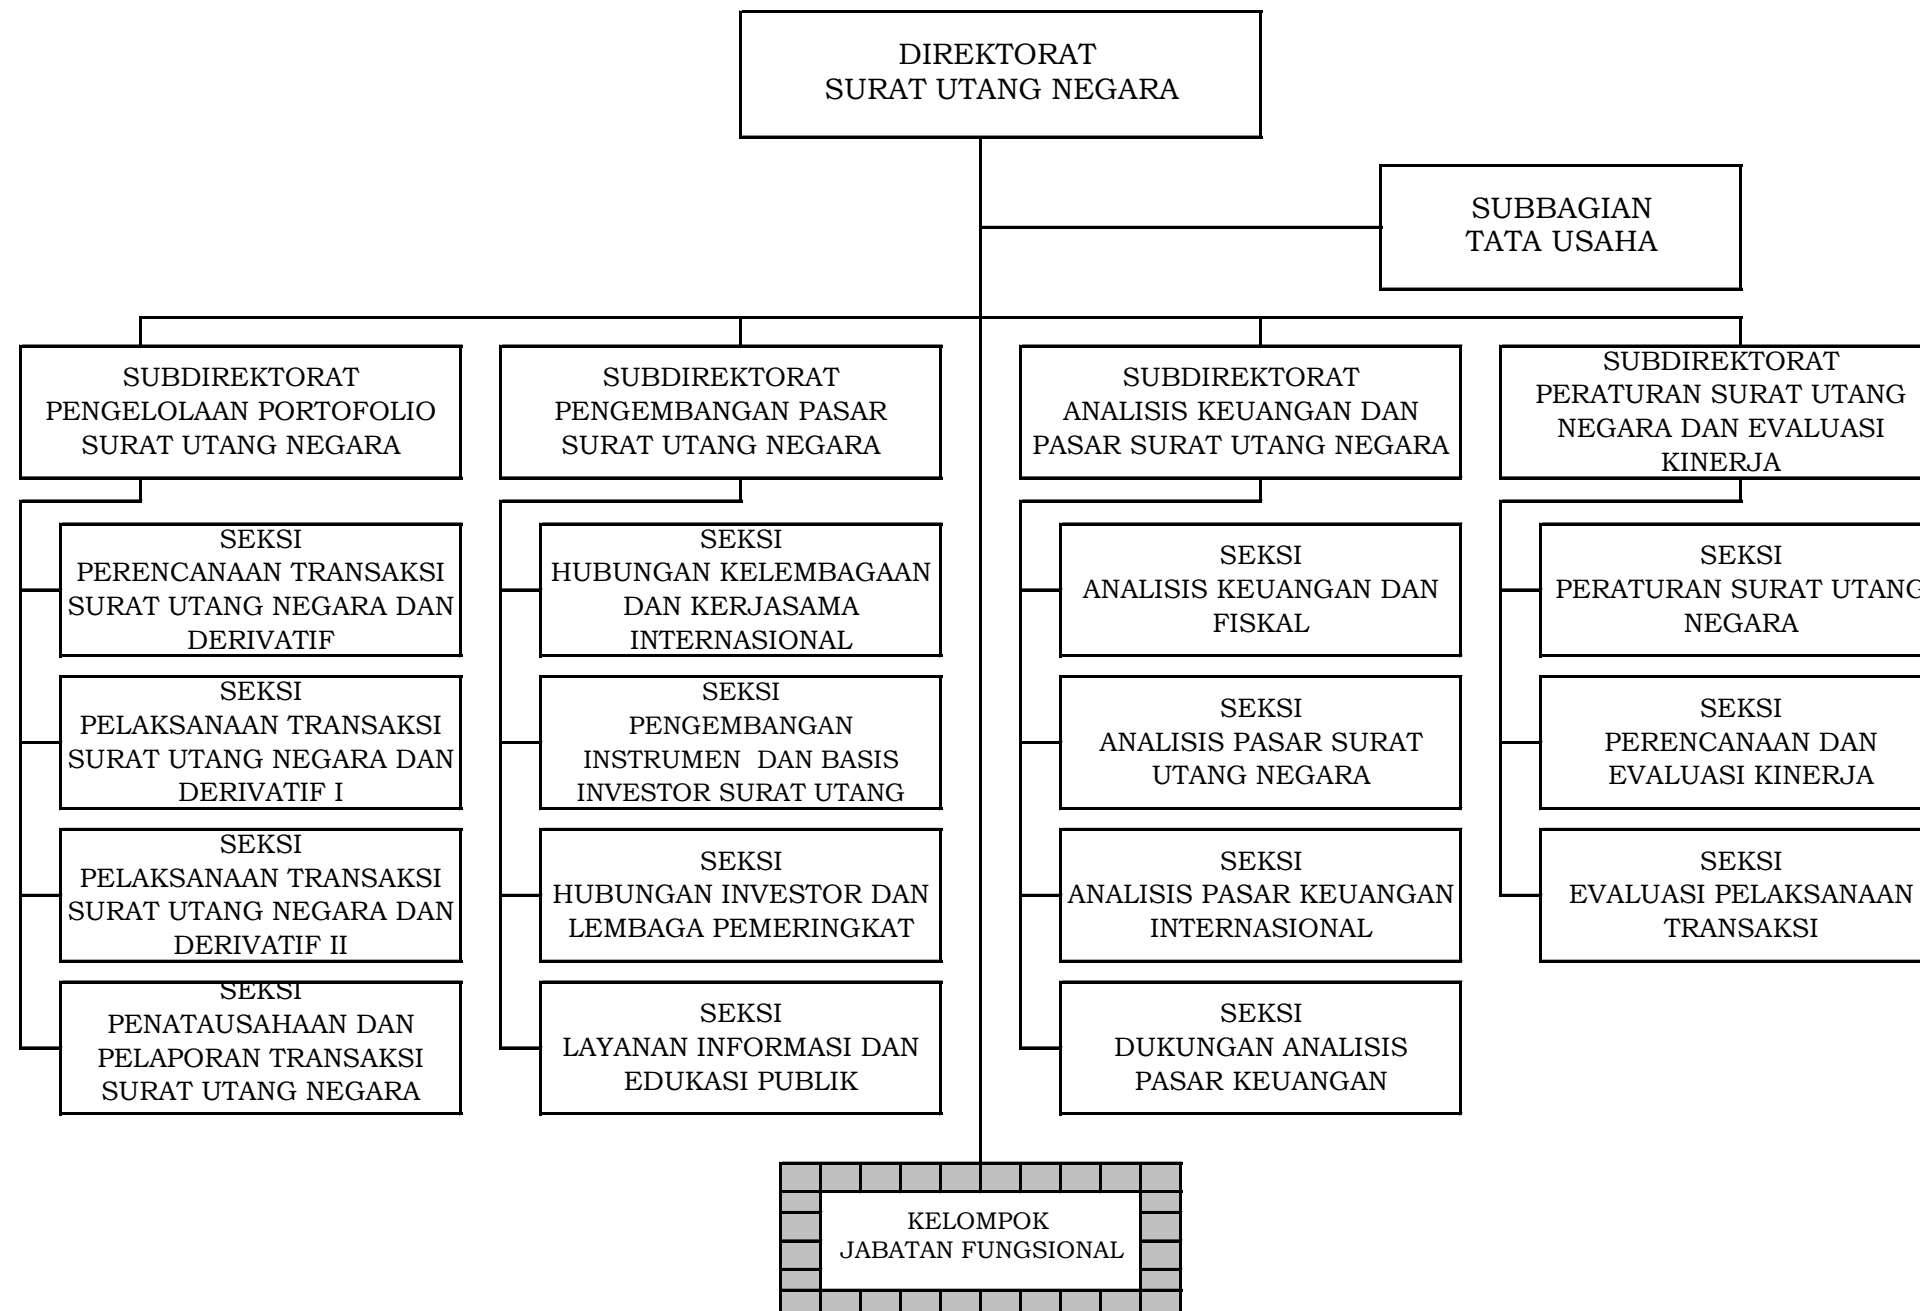 DIREKTORAT
SURAT UTANG NEGARA
SUBBAGIAN
TATA USAHA
SUBDIREKTORAT
PENGELOLAAN PORTOFOLIO
SURAT UTANG NEGARA
SUBDIREKTORAT
PENGEMBANGAN PASAR
SURAT UTANG NEGARA
SUBDIREKTORAT
ANALISIS KEUANGAN DAN
PASAR SURAT UTANG NEGARA
SUBDIREKTORAT
PERATURAN SURAT UTANG
NEGARA DAN EVALUASI
KINERJA
SEKSI
PERENCANAAN TRANSAKSI
SURAT UTANG NEGARA DAN
DERIVATIF
SEKSI
HUBUNGAN KELEMBAGAAN
DAN KERJASAMA
INTERNASIONAL
SEKSI
ANALISIS KEUANGAN DAN
FISKAL
SEKSI
PERATURAN SURAT UTANG
NEGARA
SEKSI
PELAKSANAAN TRANSAKSI
SURAT UTANG NEGARA DAN
DERIVATIF I
SEKSI
PENGEMBANGAN
INSTRUMEN  DAN BASIS
INVESTOR SURAT UTANG
SEKSI
ANALISIS PASAR SURAT
UTANG NEGARA
SEKSI
PERENCANAAN DAN
EVALUASI KINERJA
SEKSI
PELAKSANAAN TRANSAKSI
SURAT UTANG NEGARA DAN
DERIVATIF II
SEKSI
HUBUNGAN INVESTOR DAN
LEMBAGA PEMERINGKAT
SEKSI
ANALISIS PASAR KEUANGAN
INTERNASIONAL
SEKSI
EVALUASI PELAKSANAAN
TRANSAKSI
SEKSI
PENATAUSAHAAN DAN
PELAPORAN TRANSAKSI
SURAT UTANG NEGARA
SEKSI
LAYANAN INFORMASI DAN
EDUKASI PUBLIK
SEKSI
DUKUNGAN ANALISIS
PASAR KEUANGAN
KELOMPOK
JABATAN FUNGSIONAL